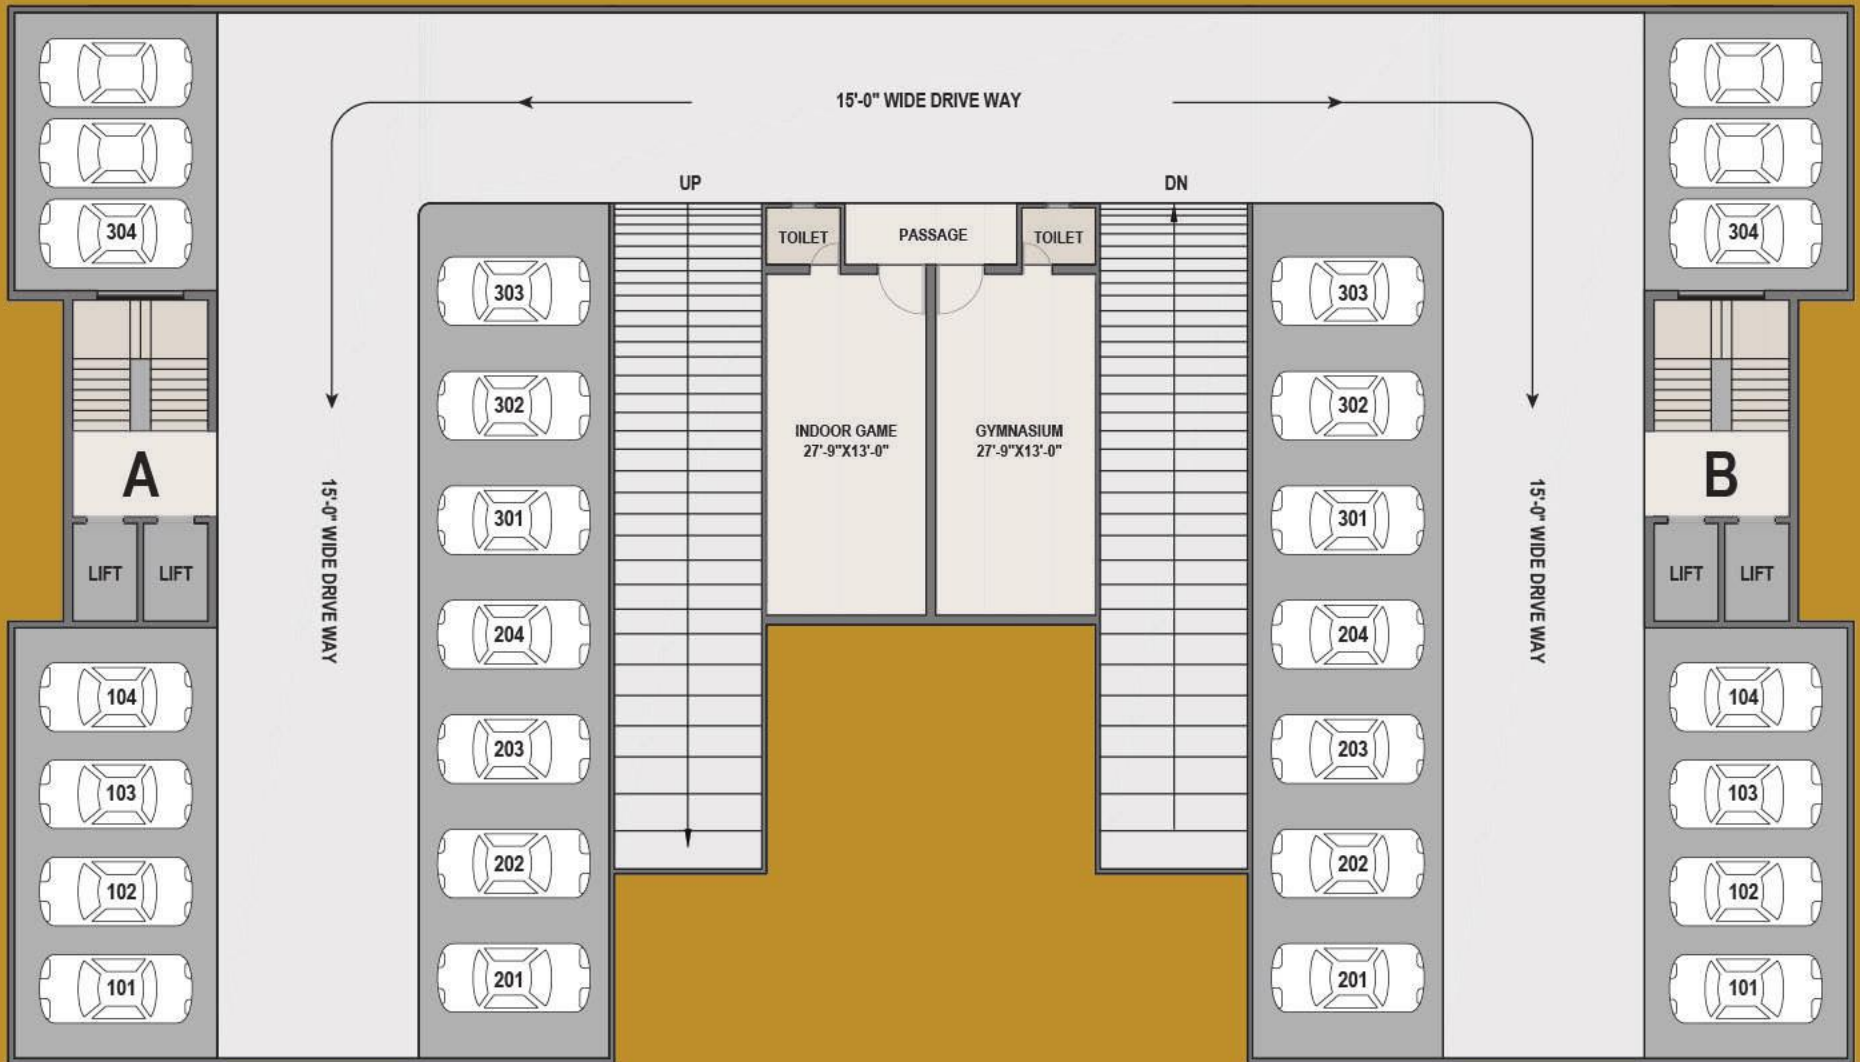 15'-0" WIDE DRIVE WAY
UP
DN
304
304
TOILET
PASSAGE
TOILET
303
303
302
302
INDOOR GAME
27'-9"X13'-0"
GYMNASIUM
27'-9"X13'-0"
A
B
15'-0" WIDE DRIVE WAY
15'-0" WIDE DRIVE WAY
301
301
LIFT
LIFT
LIFT
LIFT
204
204
104
104
203
203
103
103
202
202
102
102
201
201
101
101